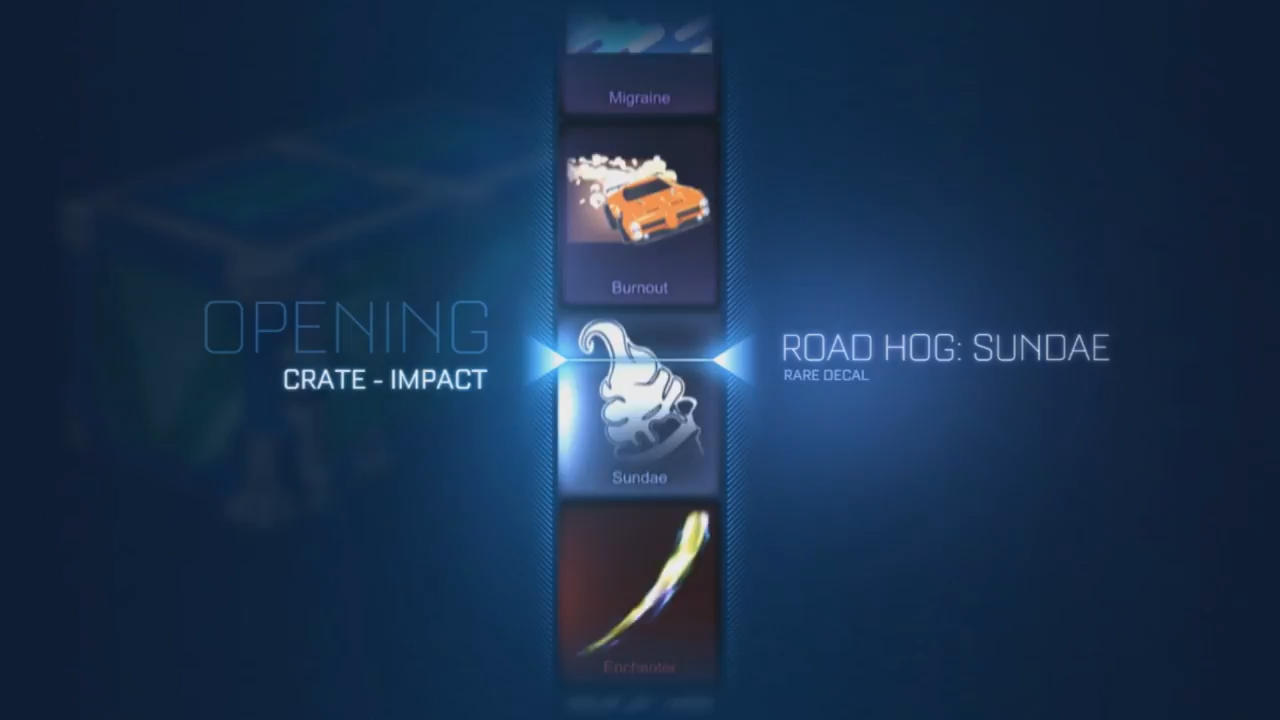 Migraine
Burnout
OPENING
CRATE - IMPACT
ROAD HOG: SUNDAE
RARE DECAL
Sundae
Enchanter